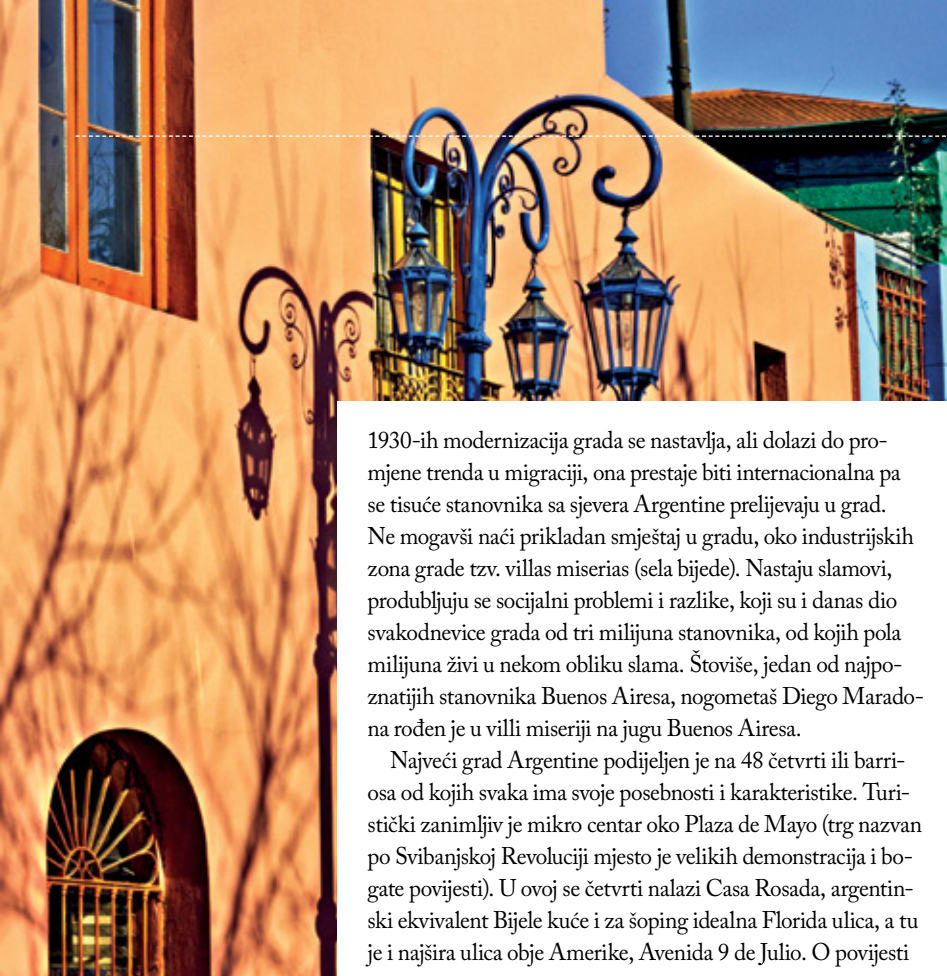 1930-ih modernizacija grada se nastavlja, ali dolazi do pro-
mjene trenda u migraciji, ona prestaje biti internacionalna pa
se tisuće stanovnika sa sjevera Argentine prelijevaju u grad.
Ne mogavši naći prikladan smještaj u gradu, oko industrijskih
zona grade tzv. villas miserias (sela bijede). Nastaju slamovi,
produbljuju se socijalni problemi i razlike, koji su i danas dio
svakodnevice grada od tri milijuna stanovnika, od kojih pola
milijuna živi u nekom obliku slama. Štoviše, jedan od najpo-
znatijih stanovnika Buenos Airesa, nogometaš Diego Marado-
na rođen je u villi miseriji na jugu Buenos Airesa.
Najveći grad Argentine podijeljen je na 48 četvrti ili barri-
osa od kojih svaka ima svoje posebnosti i karakteristike. Turi-
stički zanimljiv je mikro centar oko Plaza de Mayo (trg nazvan
po Svibanjskoj Revoluciji mjesto je velikih demonstracija i bo-
gate povijesti). U ovoj se četvrti nalazi Casa Rosada, argentin-
ski ekvivalent Bijele kuće i za šoping idealna Florida ulica, a tu
je i najšira ulica obje Amerike, Avenida 9 de Julio. O povijesti